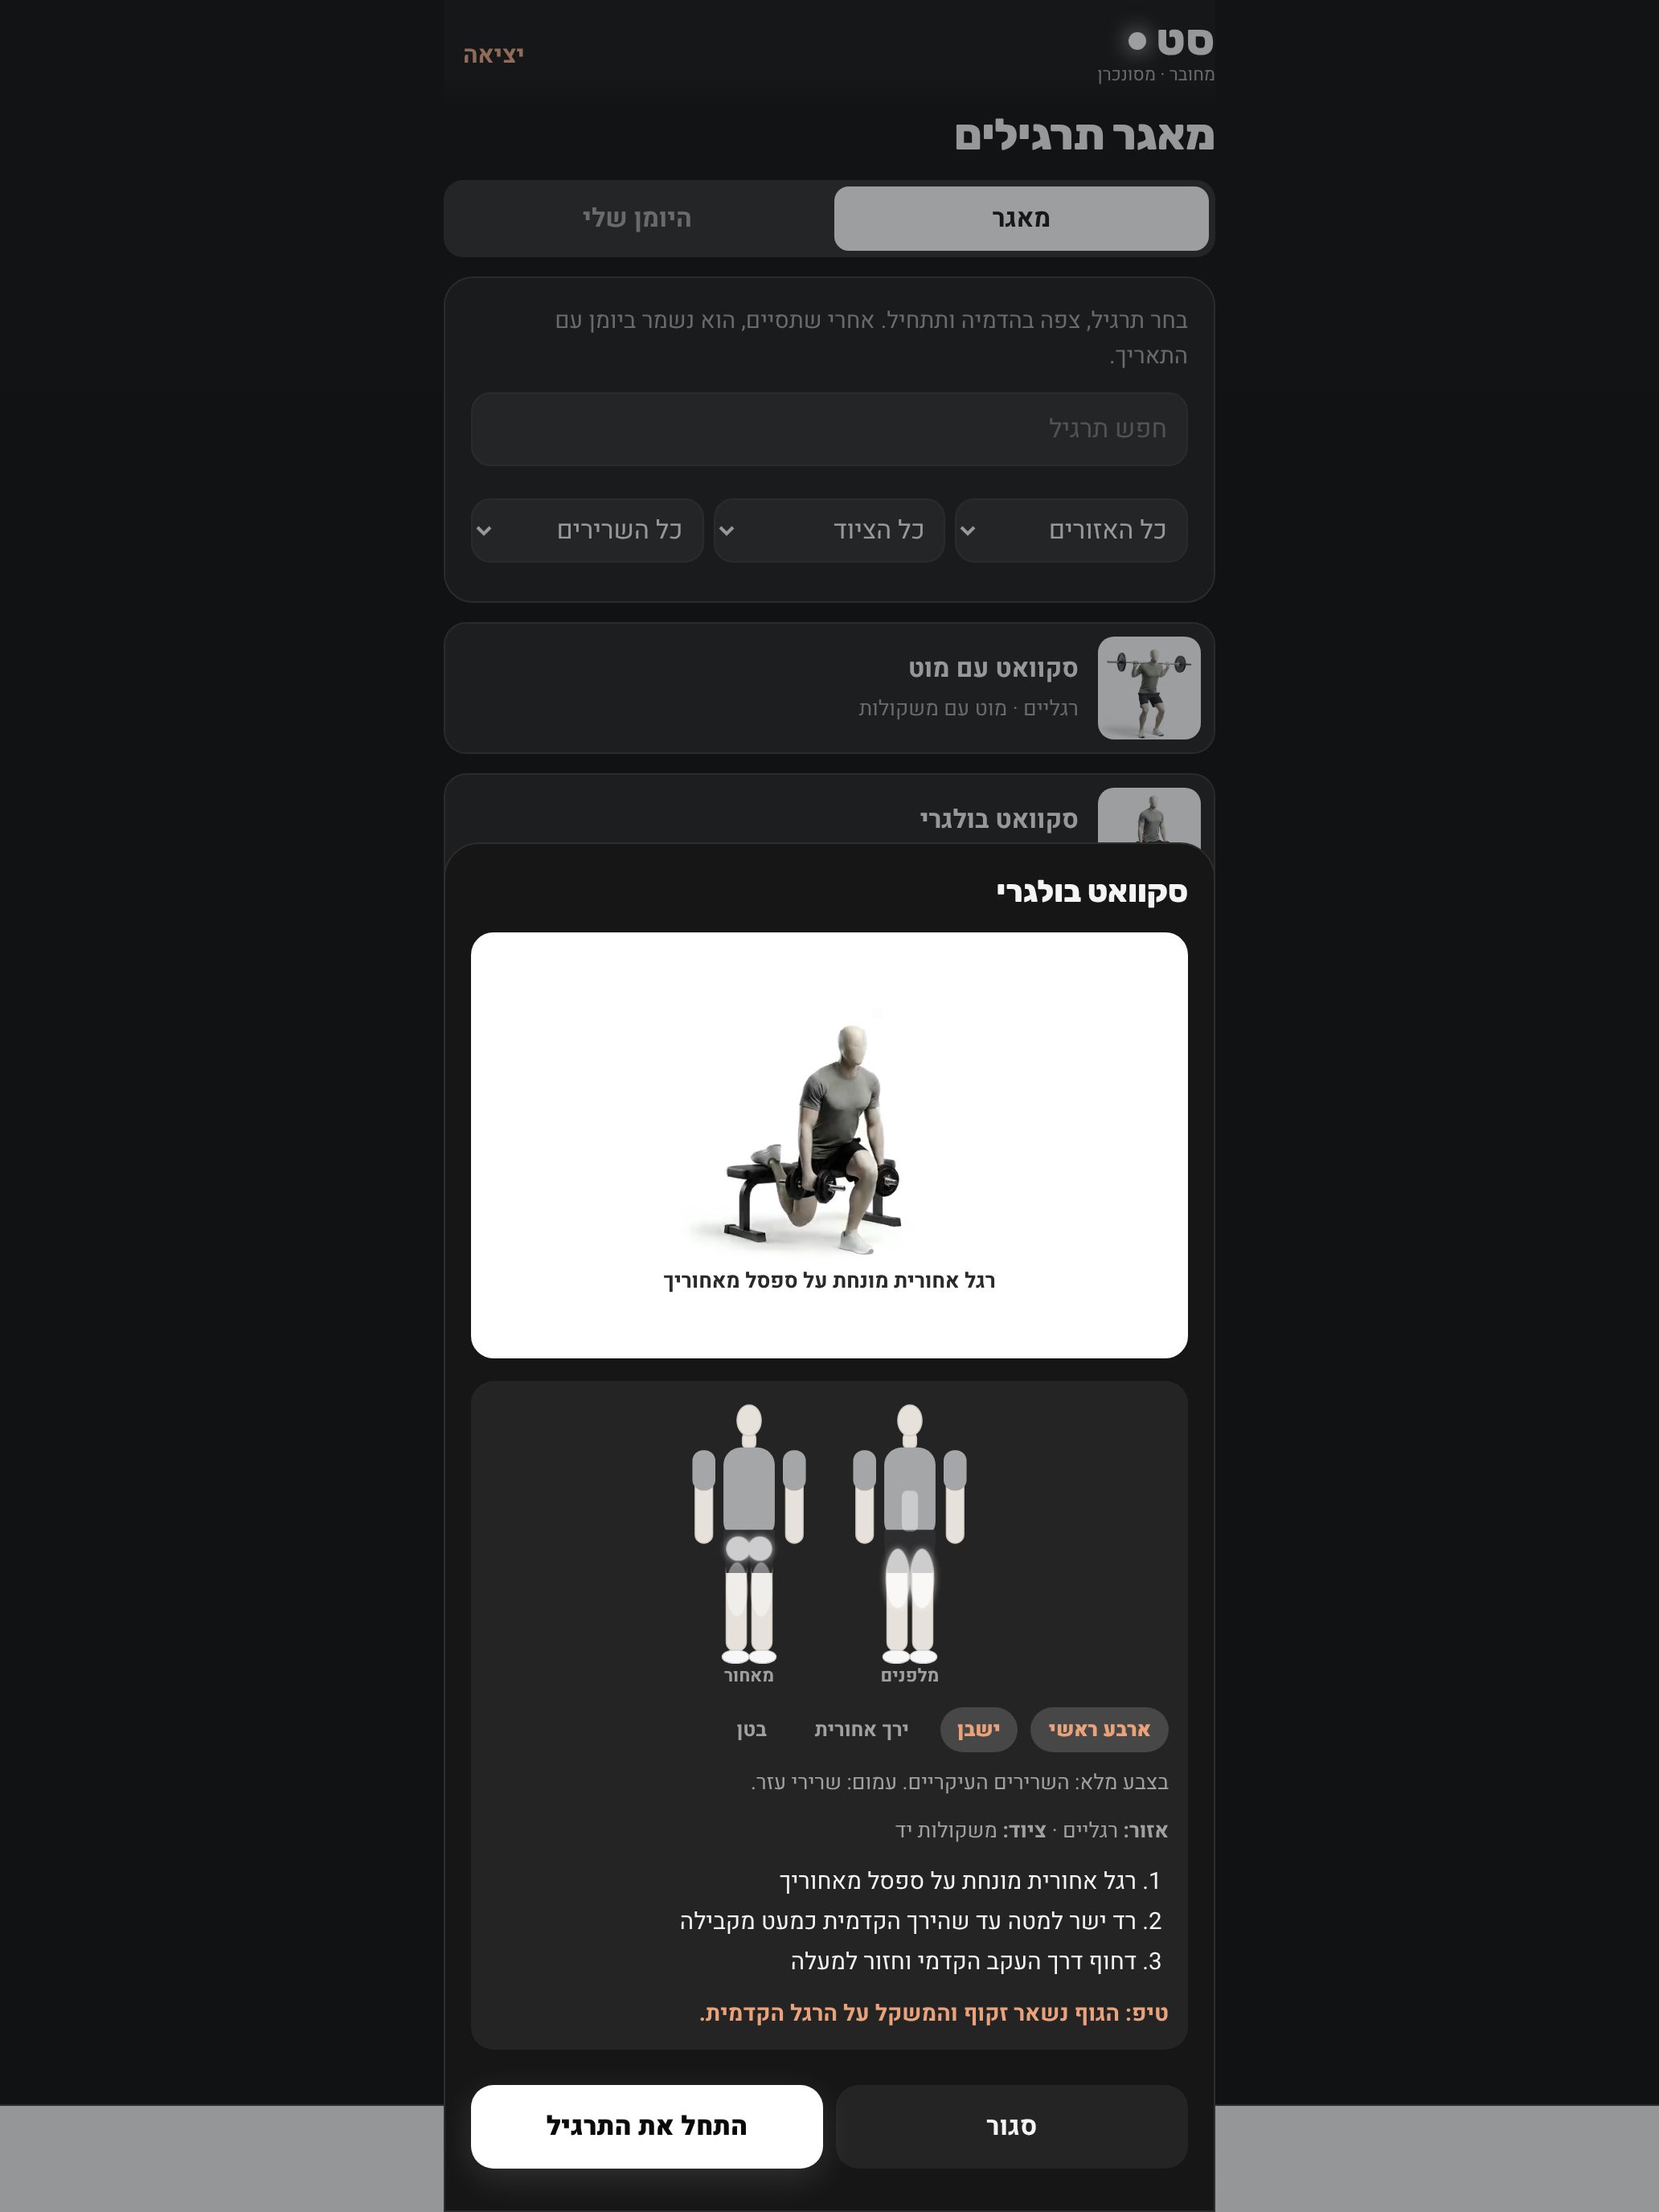 סט
יציאה
מחובר · מסונכרן
מאגר תרגילים
מאגר
היומן שלי
בחר תרגיל, צפה בהדמיה ותתחיל. אחרי שתסיים, הוא נשמר ביומן עם
התאריך.
חפש תרגיל
כל האזורים
כל הציוד
כל השרירים
סקוואט עם מוט
רגליים · מוט עם משקולות
סקוואט בולגרי
סקוואט בולגרי
רגל אחורית מונחת על ספסל מאחוריך
מלפנים
מאחור
ארבע ראשי
ישבן
ירך אחורית
בטן
בצבע מלא: השרירים העיקריים. עמום: שרירי עזר.
אזור: רגליים · ציוד: משקולות יד
1. רגל אחורית מונחת על ספסל מאחוריך
2. רד ישר למטה עד שהירך הקדמית כמעט מקבילה
3. דחוף דרך העקב הקדמי וחזור למעלה
טיפ: הגוף נשאר זקוף והמשקל על הרגל הקדמית.
סגור
התחל את התרגיל